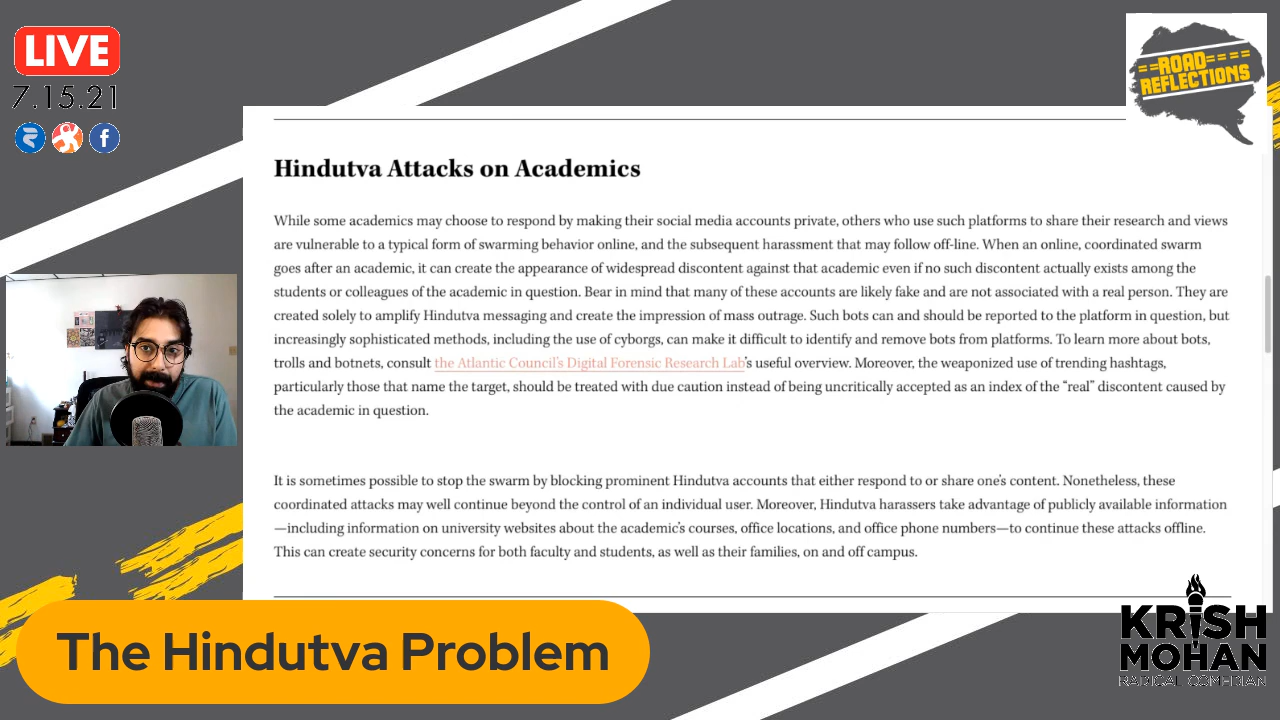 LIVE
7.15.21
==ROAD====
REFLECTIONS
Hindutva Attacks on Academics
While some academics may choose to respond by making their social media accounts private, others who use such platforms to share their research and views
are vulnerable to a typical form of swarming behavior online, and the subsequent harassment that may follow off-line. When an online, coordinated swarm
goes after an academic, it can create the appearance of widespread discontent against that academic even if no such discontent actually exists among the
students or colleagues of the academic in question. Bear in mind that many of these accounts are likely fake and are not associated with a real person. They are
created solely to amplify Hindutva messaging and create the impression of mass outrage. Such bots can and should be reported to the platform in question, but
increasingly sophisticated methods, including the use of cyborgs, can make it difficult to identify and remove bots from platforms. To learn more about bots,
trolls and botnets, consult the Atlantic Council's Digital Forensic Research Lab's useful overview. Moreover, the weaponized use of trending hashtags,
particularly those that name the target, should be treated with due caution instead of being uncritically accepted as an index of the “real” discontent caused by
the academic in question.
It is sometimes possible to stop the swarm by blocking prominent Hindutva accounts that either respond to or share one's content. Nonetheless, these
coordinated attacks may well continue beyond the control of an individual user. Moreover, Hindutva harassers take advantage of publicly available information
—including information on university websites about the academic's courses, office locations, and office phone numbers—to continue these attacks offline.
This can create security concerns for both faculty and students, as well as their families, on and off campus.
The Hindutva Problem
KRISH
MOHAN
RADICAL COMEDIAN